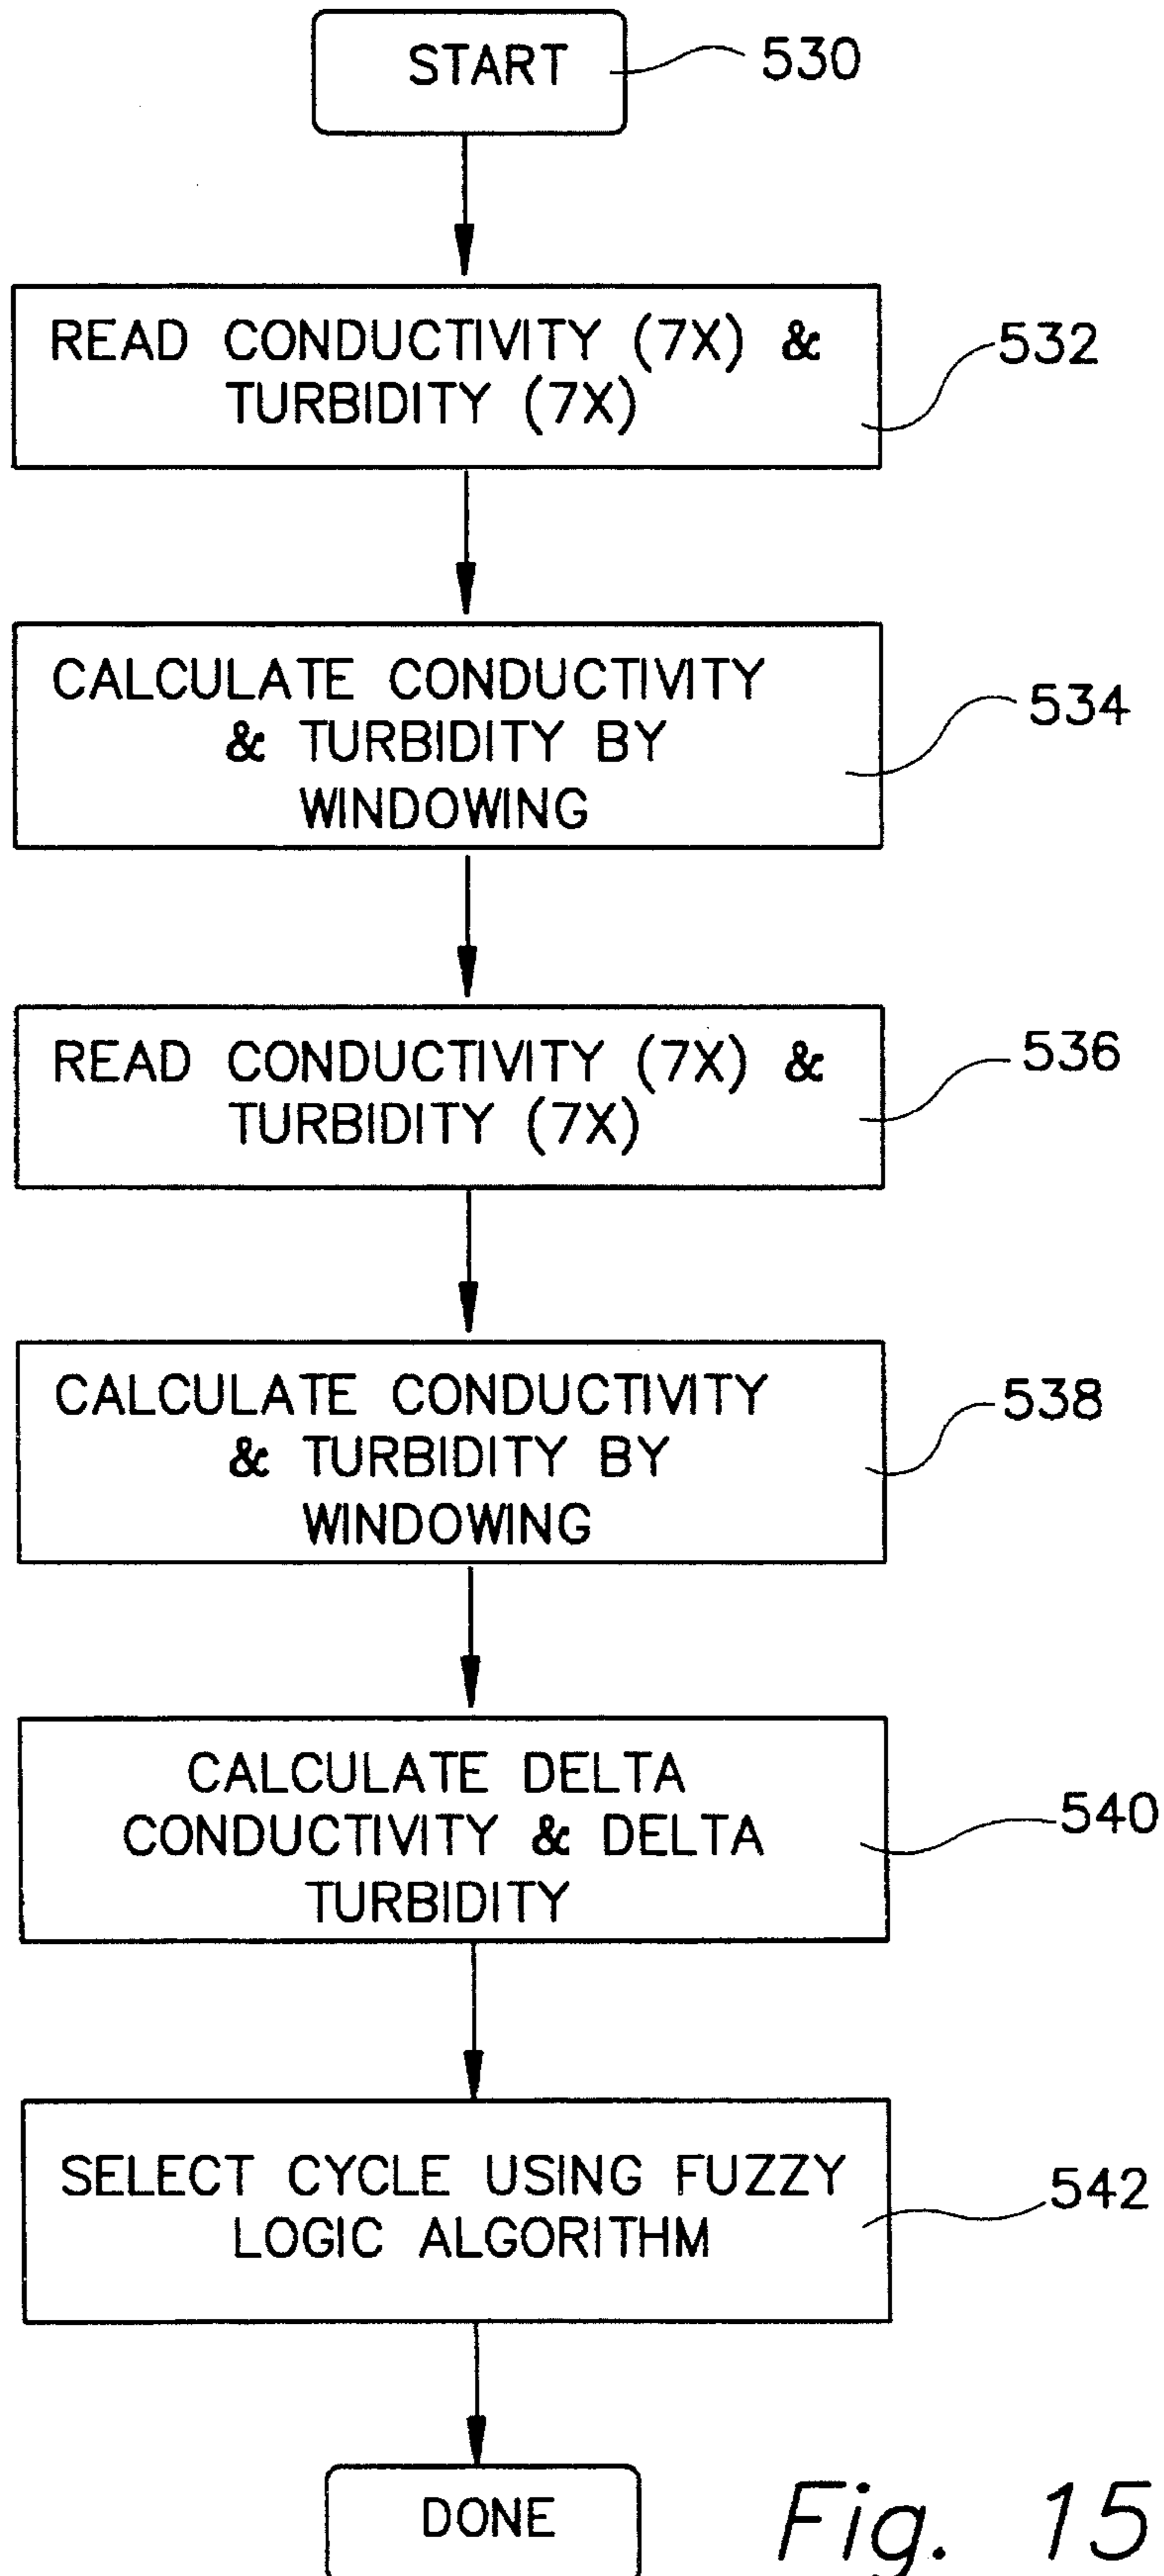 START
530
READ CONDUCTIVITY (7X) &
TURBIDITY (7X)
532
CALCULATE CONDUCTIVITY
& TURBIDITY BY
WINDOWING
534
READ CONDUCTIVITY (7X) &
TURBIDITY (7X)
536
CALCULATE CONDUCTIVITY
& TURBIDITY BY
WINDOWING
538
CALCULATE DELTA
CONDUCTIVITY & DELTA
TURBIDITY
540
SELECT CYCLE USING FUZZY
LOGIC ALGORITHM
542
DONE
Fig. 15